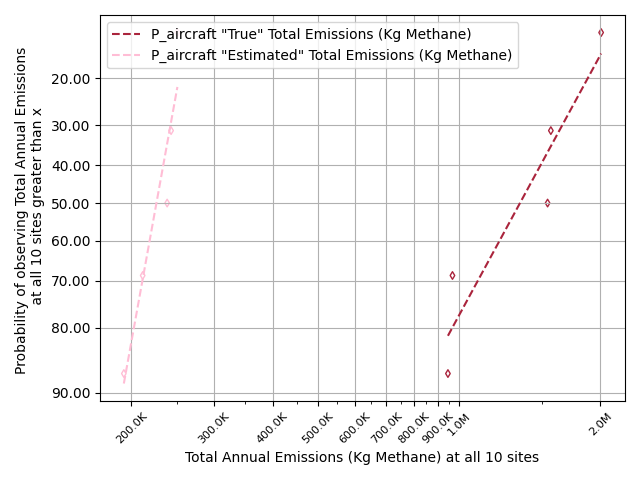 P_aircraft "True" Total Emissions (Kg Methane)
P_aircraft "Estimated" Total Emissions (Kg Methane)
Probability of observing Total Annual Emissions
at all 10 sites greater than x
20.00
30.00
40.00
50.00
60.00
70.00
80.00
90.00
200.0K 300.0K 400.0K 500.0K 600.0K 700.0K 800.0K 900.0K 1.0M 2.0M
Total Annual Emissions (Kg Methane) at all 10 sites